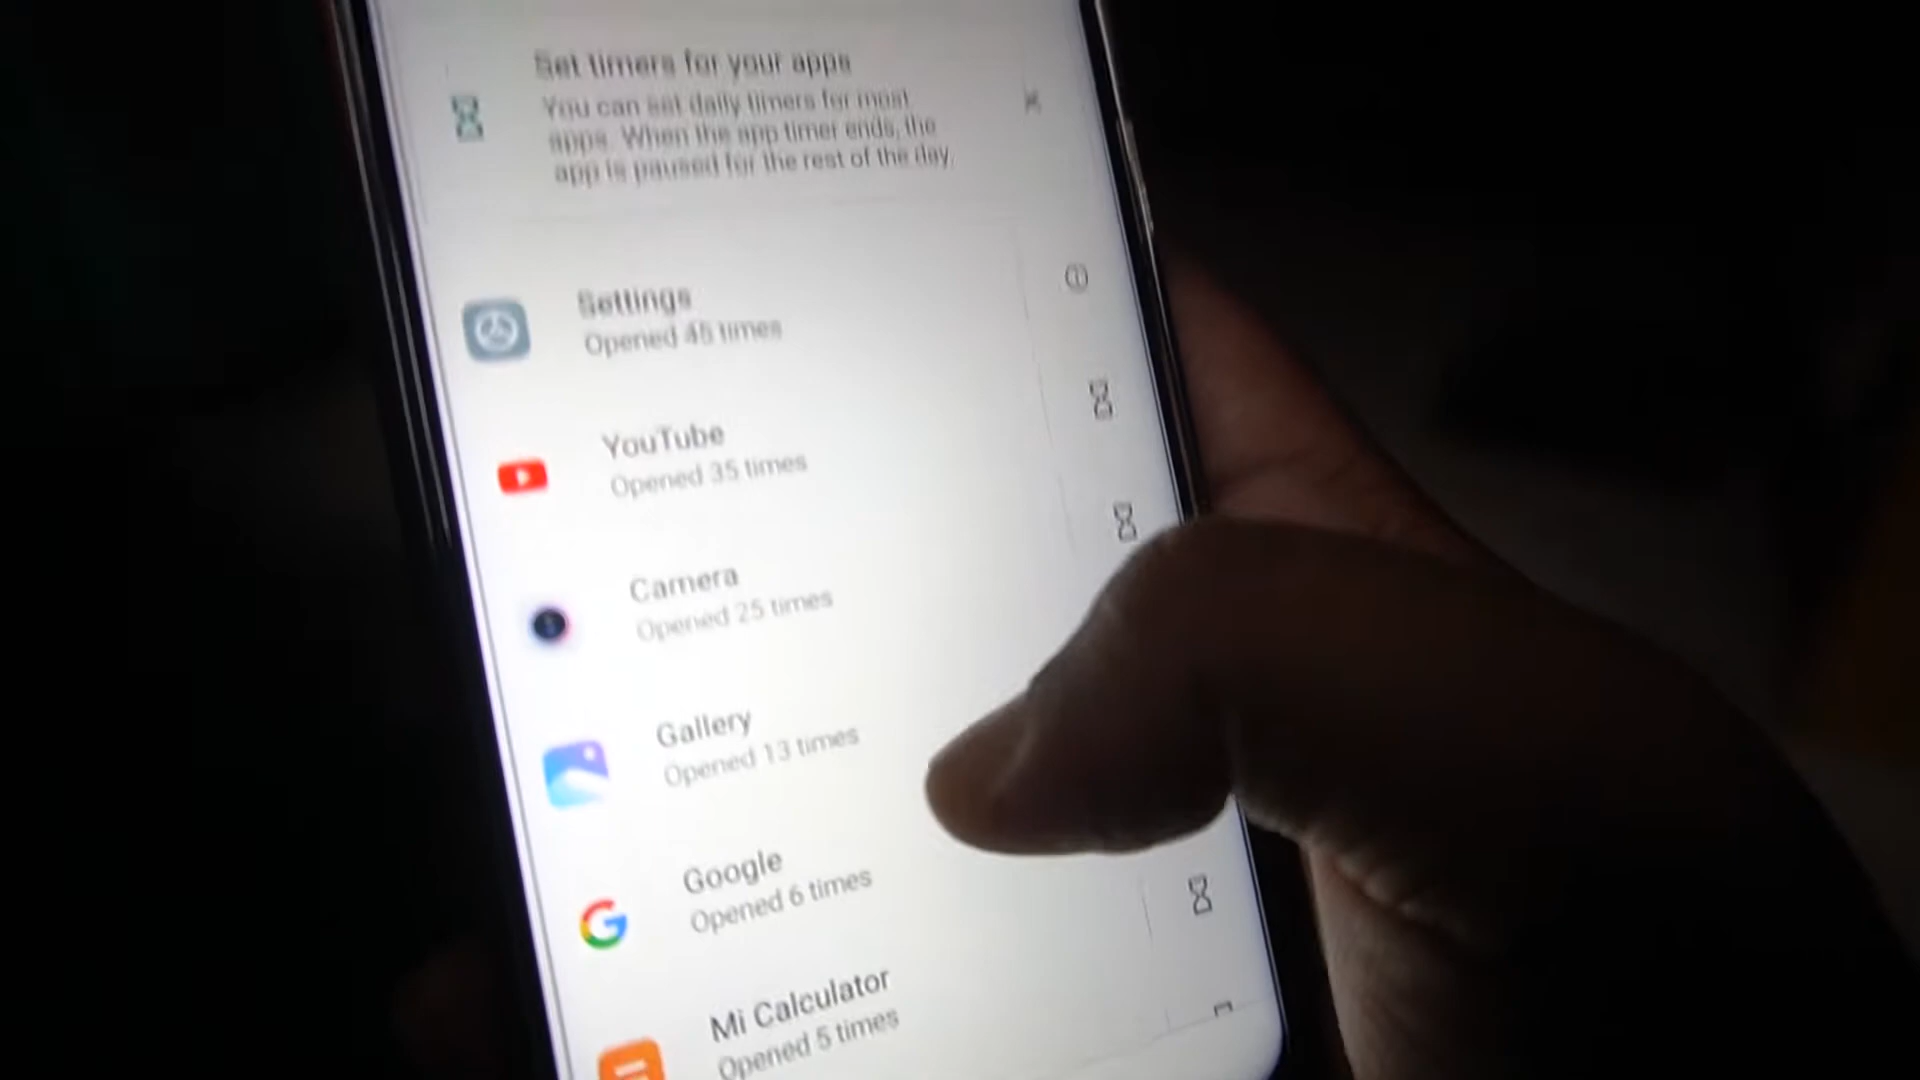 Set timers for your apps
You can set daily timers for most
apps. When the app timer ends, the
app is paused for the rest of the day.
Settings
Opened 45 times
YouTube
Opened 35 times
Camera
Opened 25 times
Gallery
Opened 13 times
Google
Opened 6 times
Mi Calculator
Opened 5 times